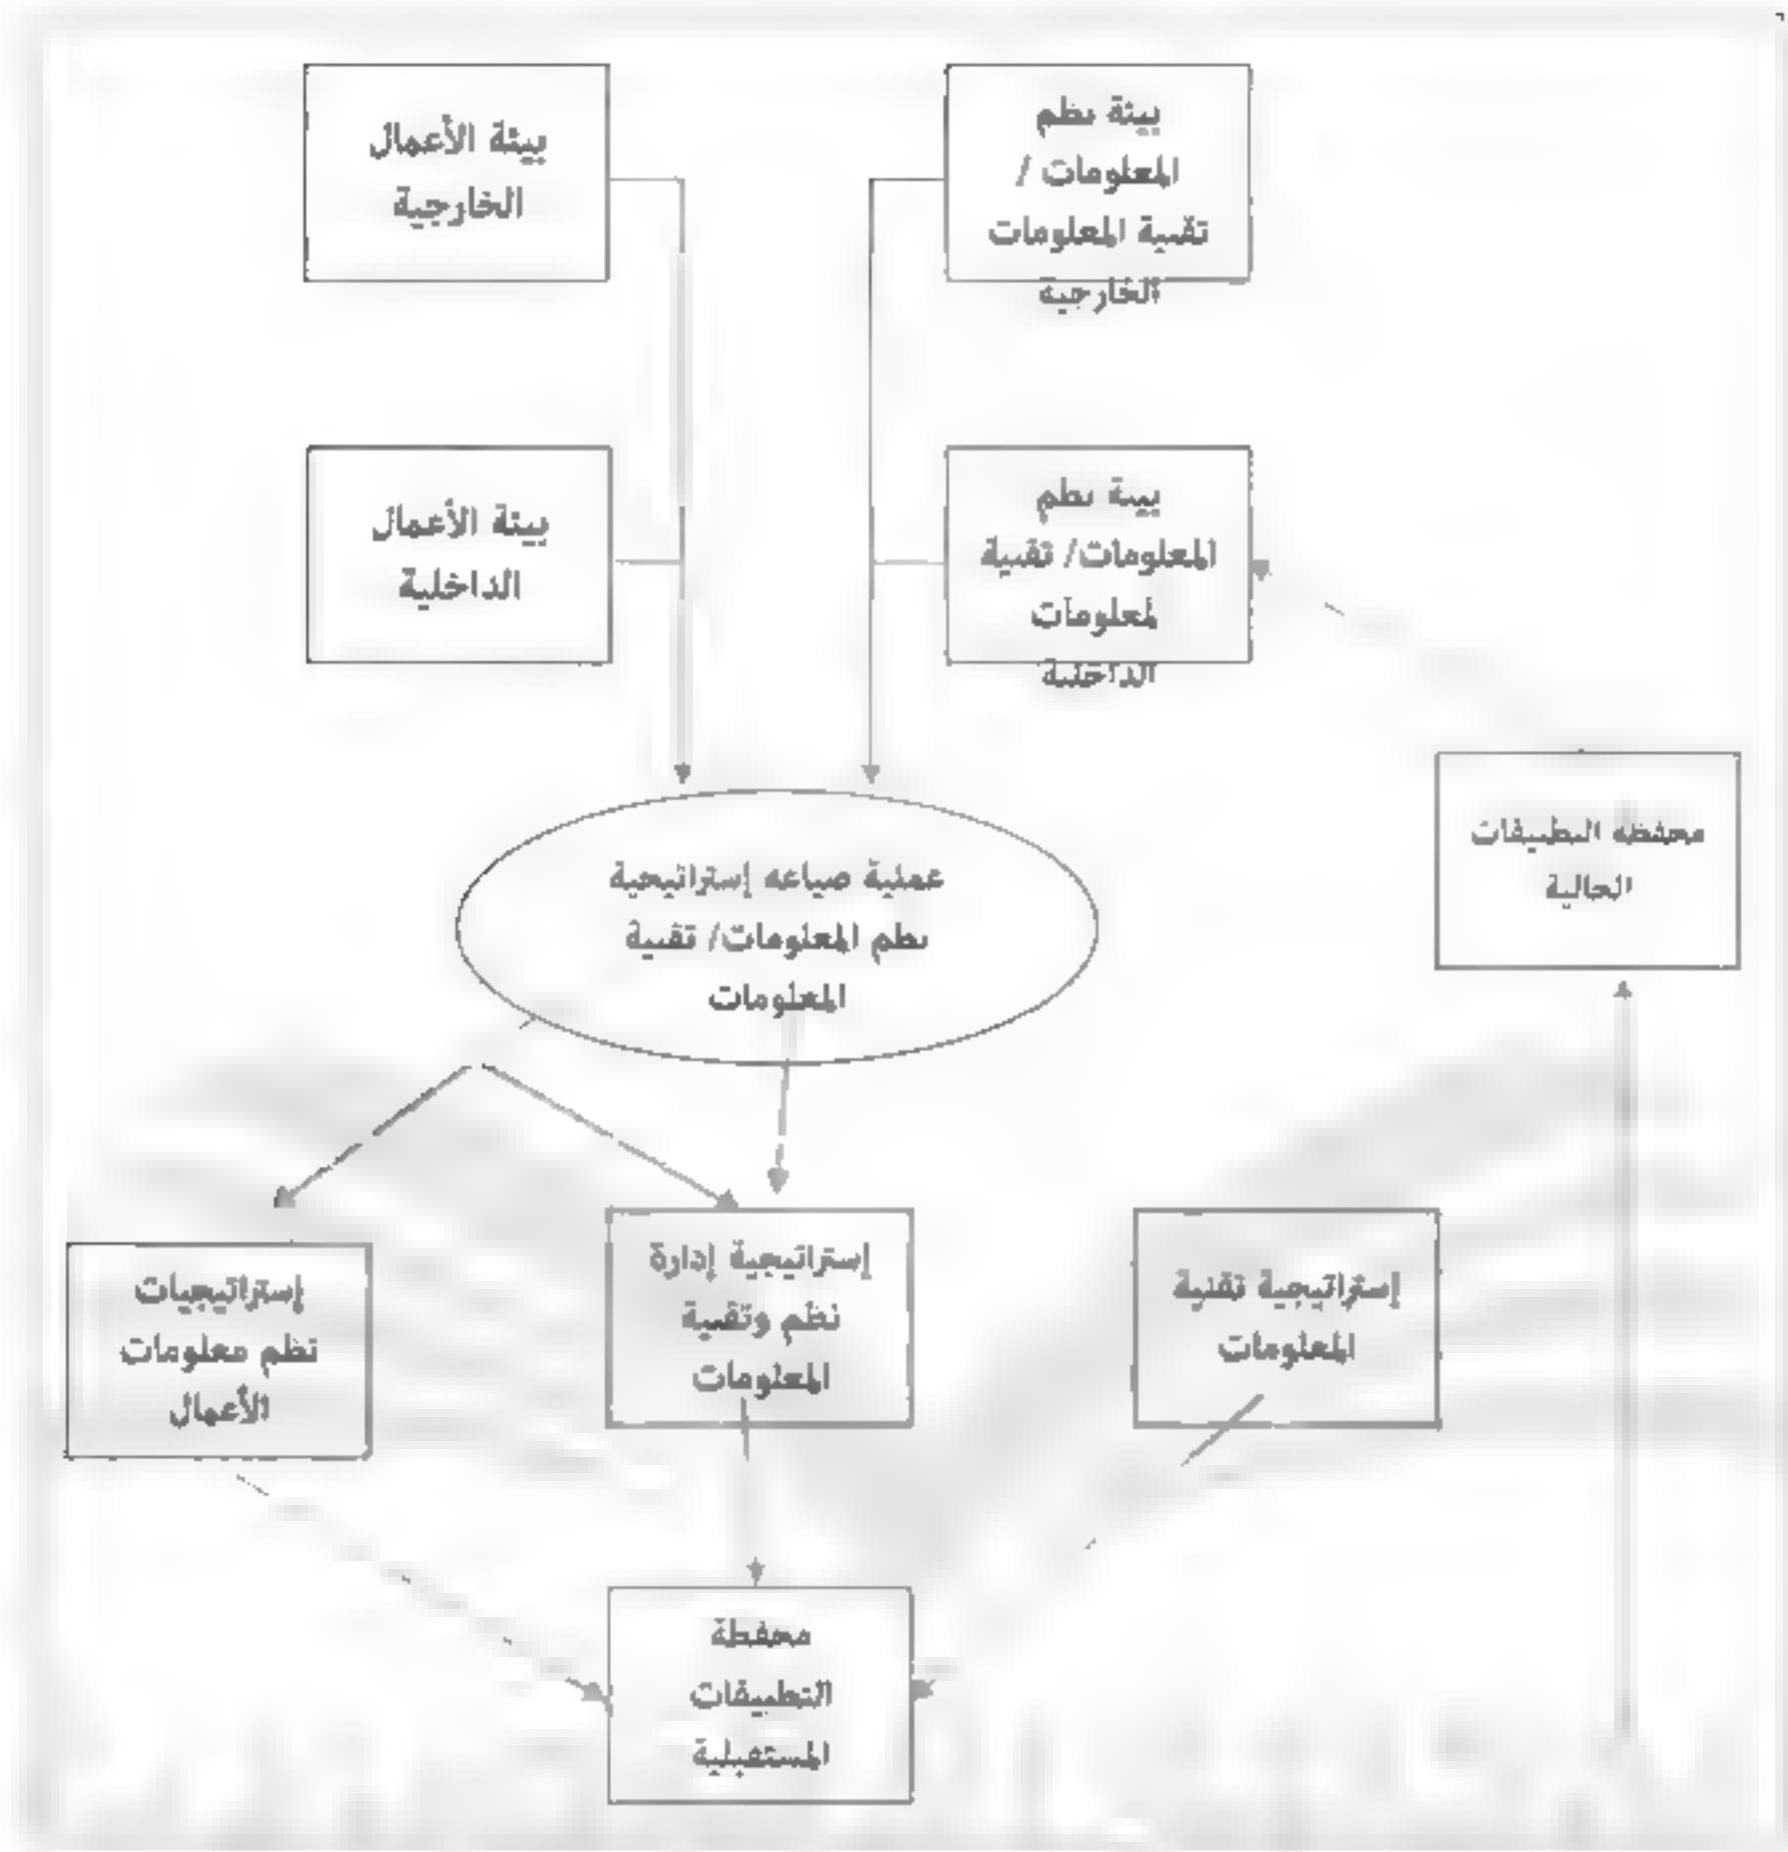 بيئة نظم
المعلومات /
تقنية المعلومات
الخارجية
بيئة الأعمال
الخارجية
بيئة نظم
المعلومات/ تقنية
لمعلومات
الداخلية
بيئة الأعمال
الداخلية
محفظة التطبيقات
الحالية
عملية صياغة إستراتيجية
نظم المعلومات/ تقنية
المعلومات
إستراتيجية تقنية
المعلومات
إستراتيجية إدارة
نظم وتقنية
المعلومات
إستراتيجيات
نظم معلومات
الأعمال
محفظة
التطبيقات
المستقبلية